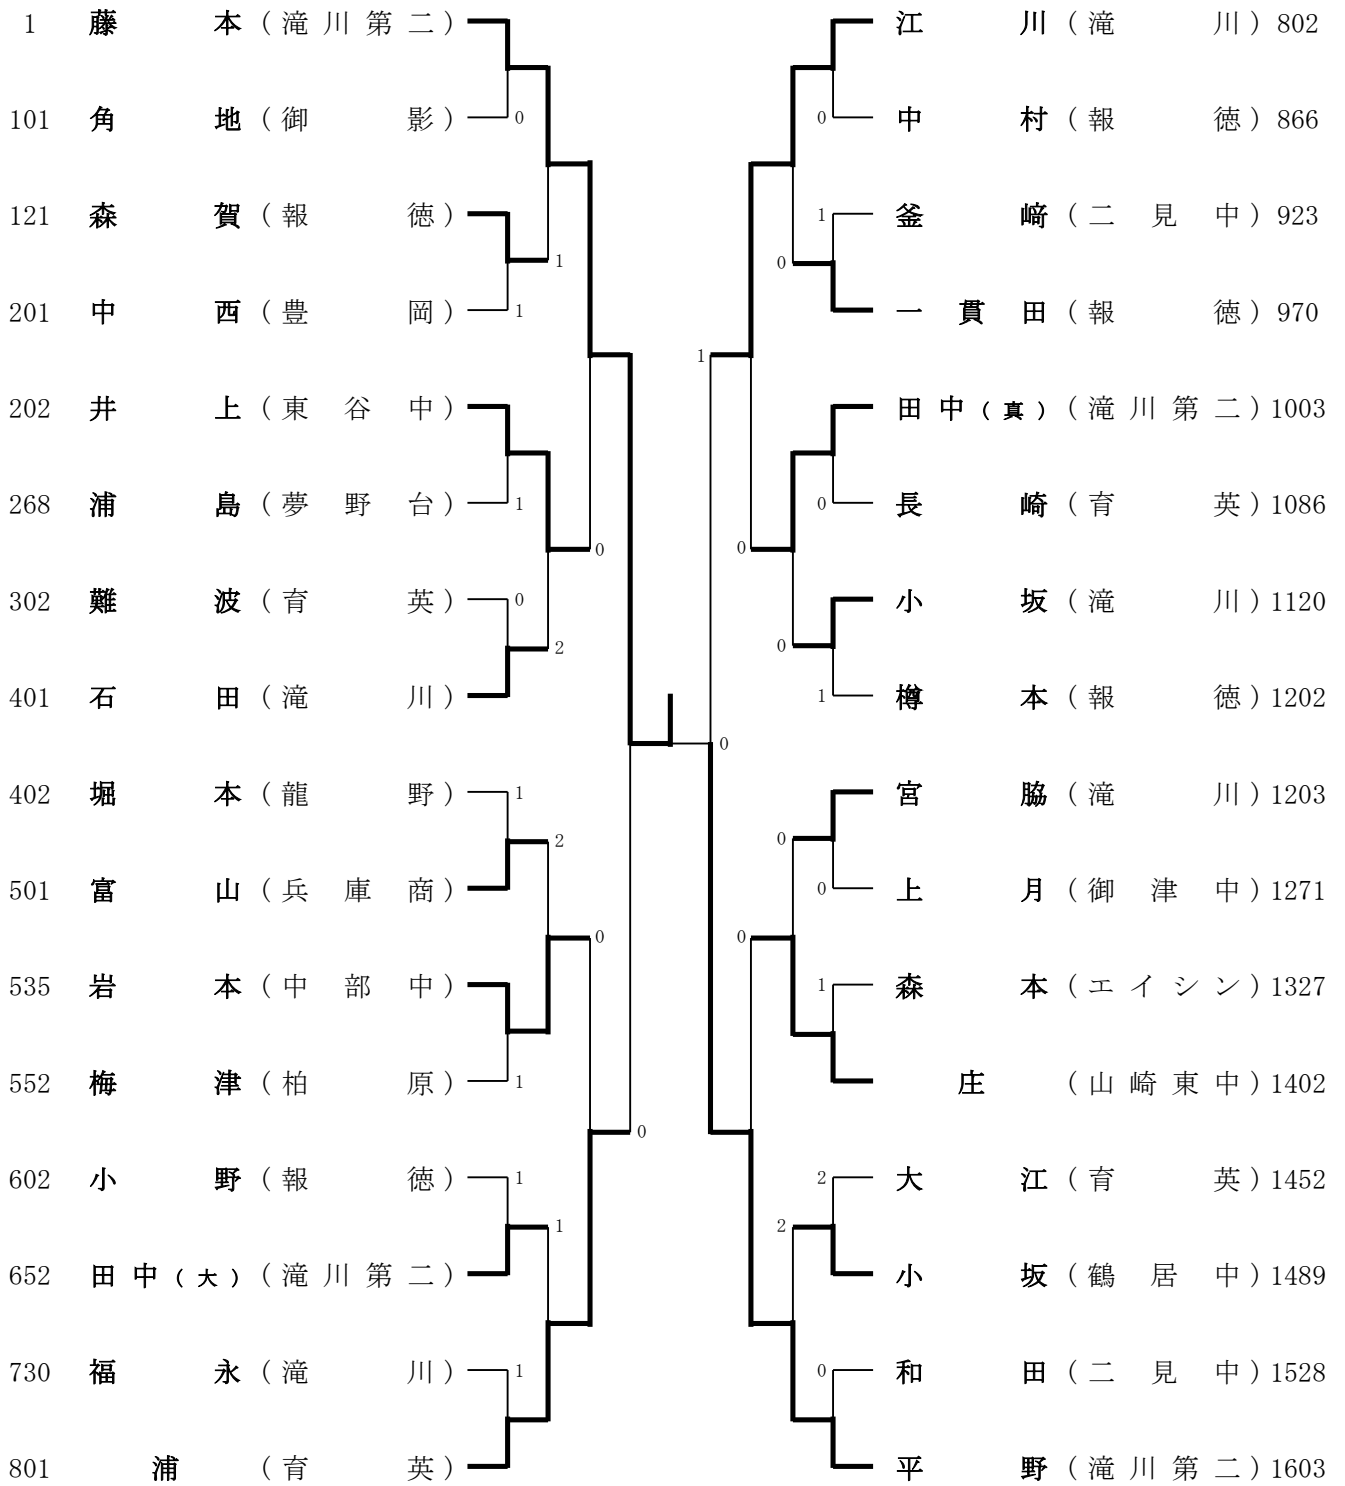 1 藤本（滝川第二） 江川（滝川）802
101 角地（御影） 0 0 中村（報徳）866
121 森賀（報徳） 1 釜﨑（二見中）923
1 0
201 中西（豊岡） 1 一貫田（報徳）970
1
202 井上（東谷中） 田中（真）（滝川第二）1003
268 浦島（夢野台） 1 0 長崎（育英）1086
0 0
302 難波（育英） 0 小坂（滝川）1120
2 0
401 石田（滝川） 1 樽本（報徳）1202
0
402 堀本（龍野） 1 宮脇（滝川）1203
2 0
501 富山（兵庫商） 0 上月（御津中）1271
0 0
535 岩本（中部中） 1 森本（エイシン）1327
552 梅津（柏原） 1 庄（山崎東中）1402
0
602 小野（報徳） 1 2 大江（育英）1452
1 2
652 田中（大）（滝川第二） 小坂（鶴居中）1489
730 福永（滝川） 1 0 和田（二見中）1528
801 浦（育英） 平野（滝川第二）1603